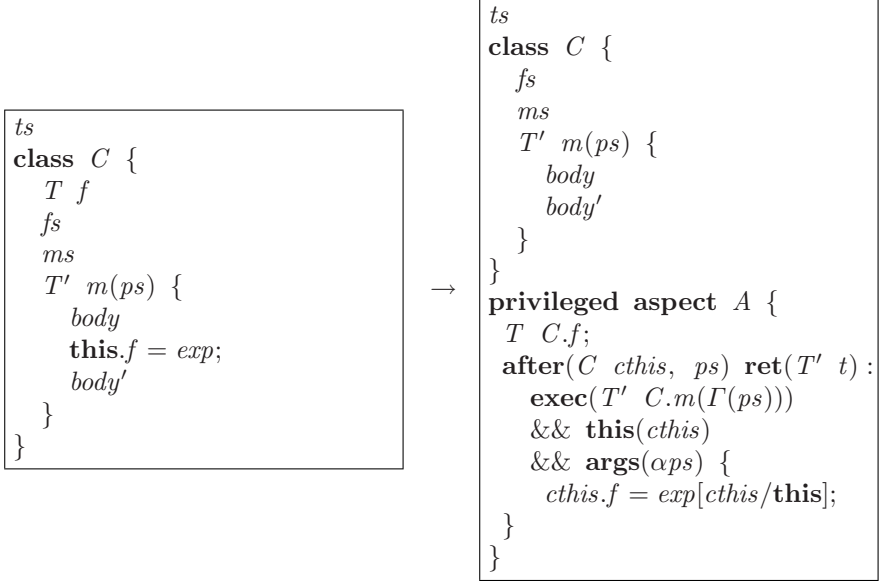 ts
class C {
T f
fs
ms
T′ m(ps) {
body
this.f = exp;
body′
}
}
→
ts
class C {
fs
ms
T′ m(ps) {
body
body′
}
}
privileged aspect A {
T C.f;
after(C cthis, ps) ret(T′ t) :
exec(T′ C.m(Γ(ps)))
&& this(cthis)
&& args(αps) {
cthis.f = exp[cthis/this];
}
}